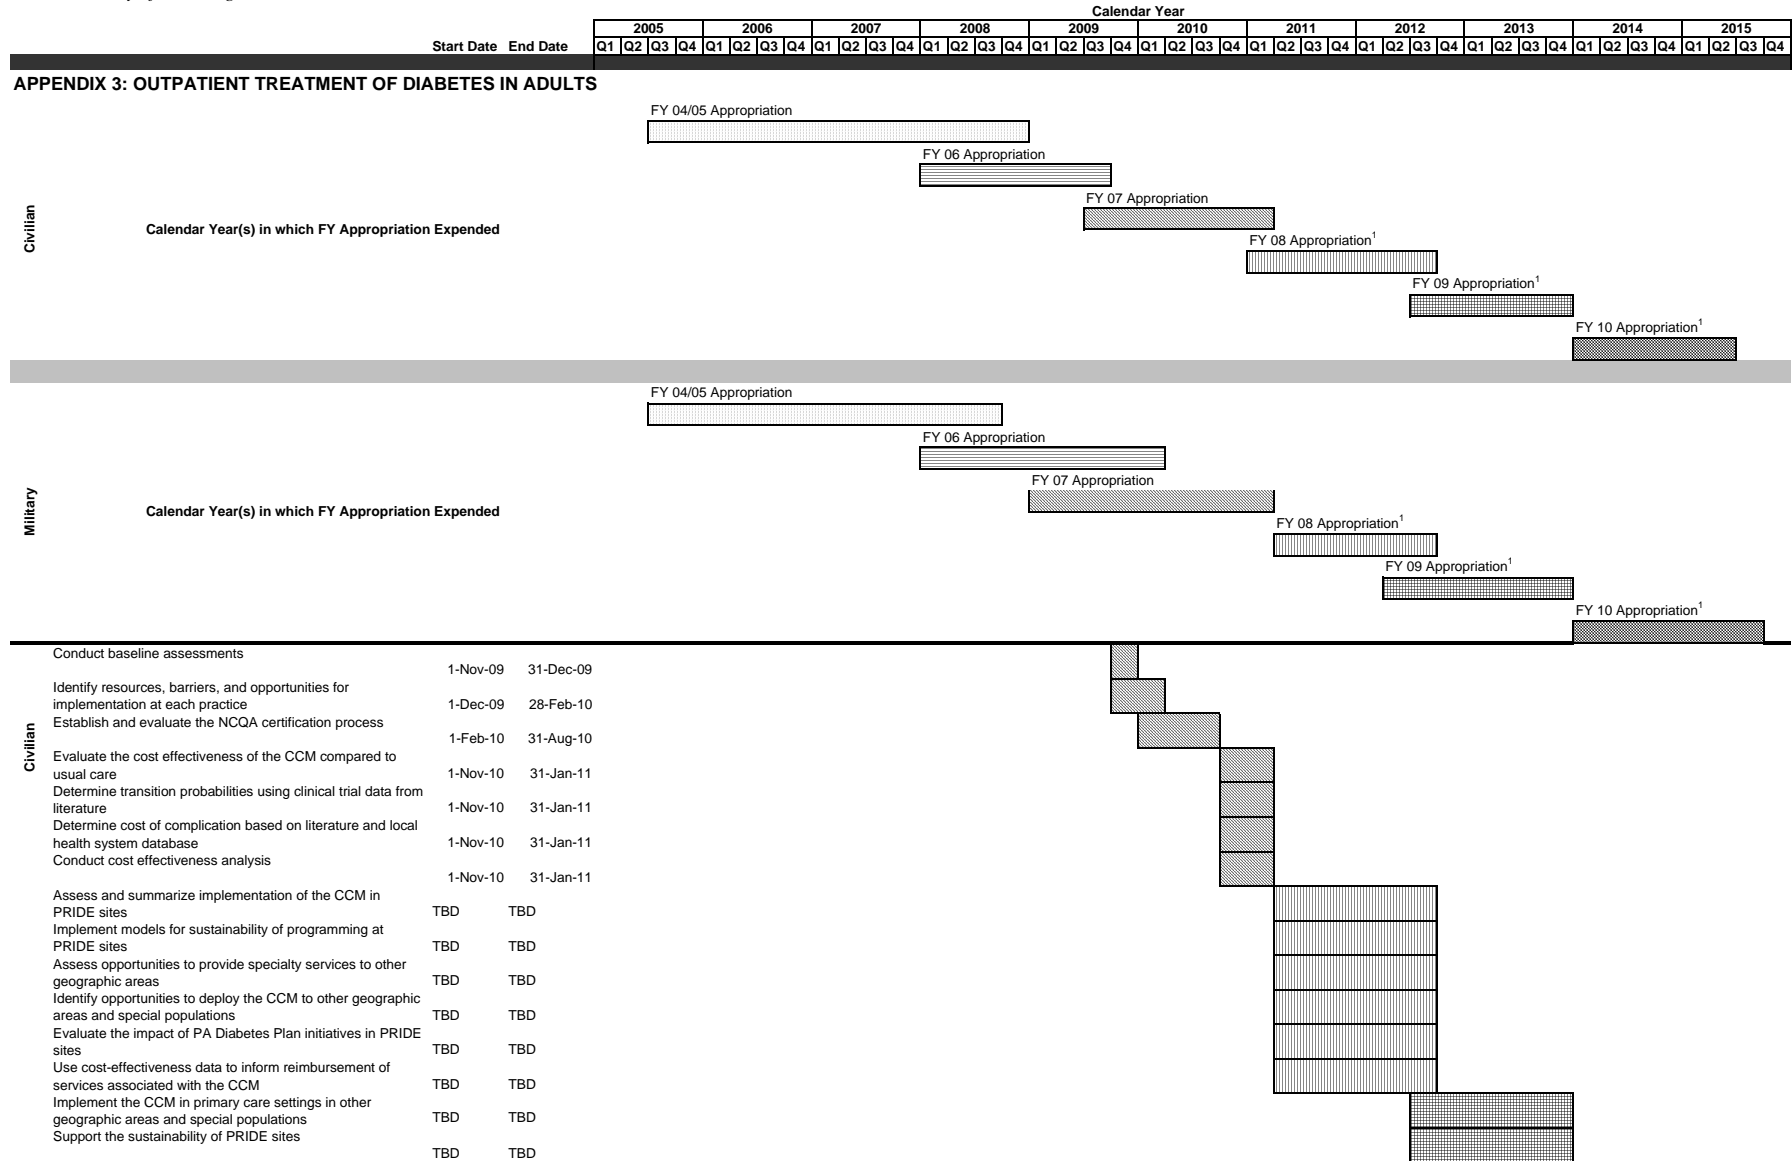 Calendar Year
2005 2006 2007 2008 2009 2010 2011 2012 2013 2014 2015
Start Date End Date Q1 Q2 Q3 Q4 Q1 Q2 Q3 Q4 Q1 Q2 Q3 Q4 Q1 Q2 Q3 Q4 Q1 Q2 Q3 Q4 Q1 Q2 Q3 Q4 Q1 Q2 Q3 Q4 Q1 Q2 Q3 Q4 Q1 Q2 Q3 Q4 Q1 Q2 Q3 Q4 Q1 Q2 Q3 Q4
APPENDIX 3: OUTPATIENT TREATMENT OF DIABETES IN ADULTS
Civilian
Calendar Year(s) in which FY Appropriation Expended
FY 04/05 Appropriation
FY 06 Appropriation
FY 07 Appropriation
FY 08 Appropriation¹
FY 09 Appropriation¹
FY 10 Appropriation¹
Military
Calendar Year(s) in which FY Appropriation Expended
FY 04/05 Appropriation
FY 06 Appropriation
FY 07 Appropriation
FY 08 Appropriation¹
FY 09 Appropriation¹
FY 10 Appropriation¹
Civilian
Conduct baseline assessments
1-Nov-09 31-Dec-09
Identify resources, barriers, and opportunities for
implementation at each practice 1-Dec-09 28-Feb-10
Establish and evaluate the NCQA certification process
1-Feb-10 31-Aug-10
Evaluate the cost effectiveness of the CCM compared to
usual care 1-Nov-10 31-Jan-11
Determine transition probabilities using clinical trial data from
literature 1-Nov-10 31-Jan-11
Determine cost of complication based on literature and local
health system database 1-Nov-10 31-Jan-11
Conduct cost effectiveness analysis
1-Nov-10 31-Jan-11
Assess and summarize implementation of the CCM in
PRIDE sites TBD TBD
Implement models for sustainability of programming at
PRIDE sites TBD TBD
Assess opportunities to provide specialty services to other
geographic areas TBD TBD
Identify opportunities to deploy the CCM to other geographic
areas and special populations TBD TBD
Evaluate the impact of PA Diabetes Plan initiatives in PRIDE
sites TBD TBD
Use cost-effectiveness data to inform reimbursement of
services associated with the CCM TBD TBD
Implement the CCM in primary care settings in other
geographic areas and special populations TBD TBD
Support the sustainability of PRIDE sites
TBD TBD